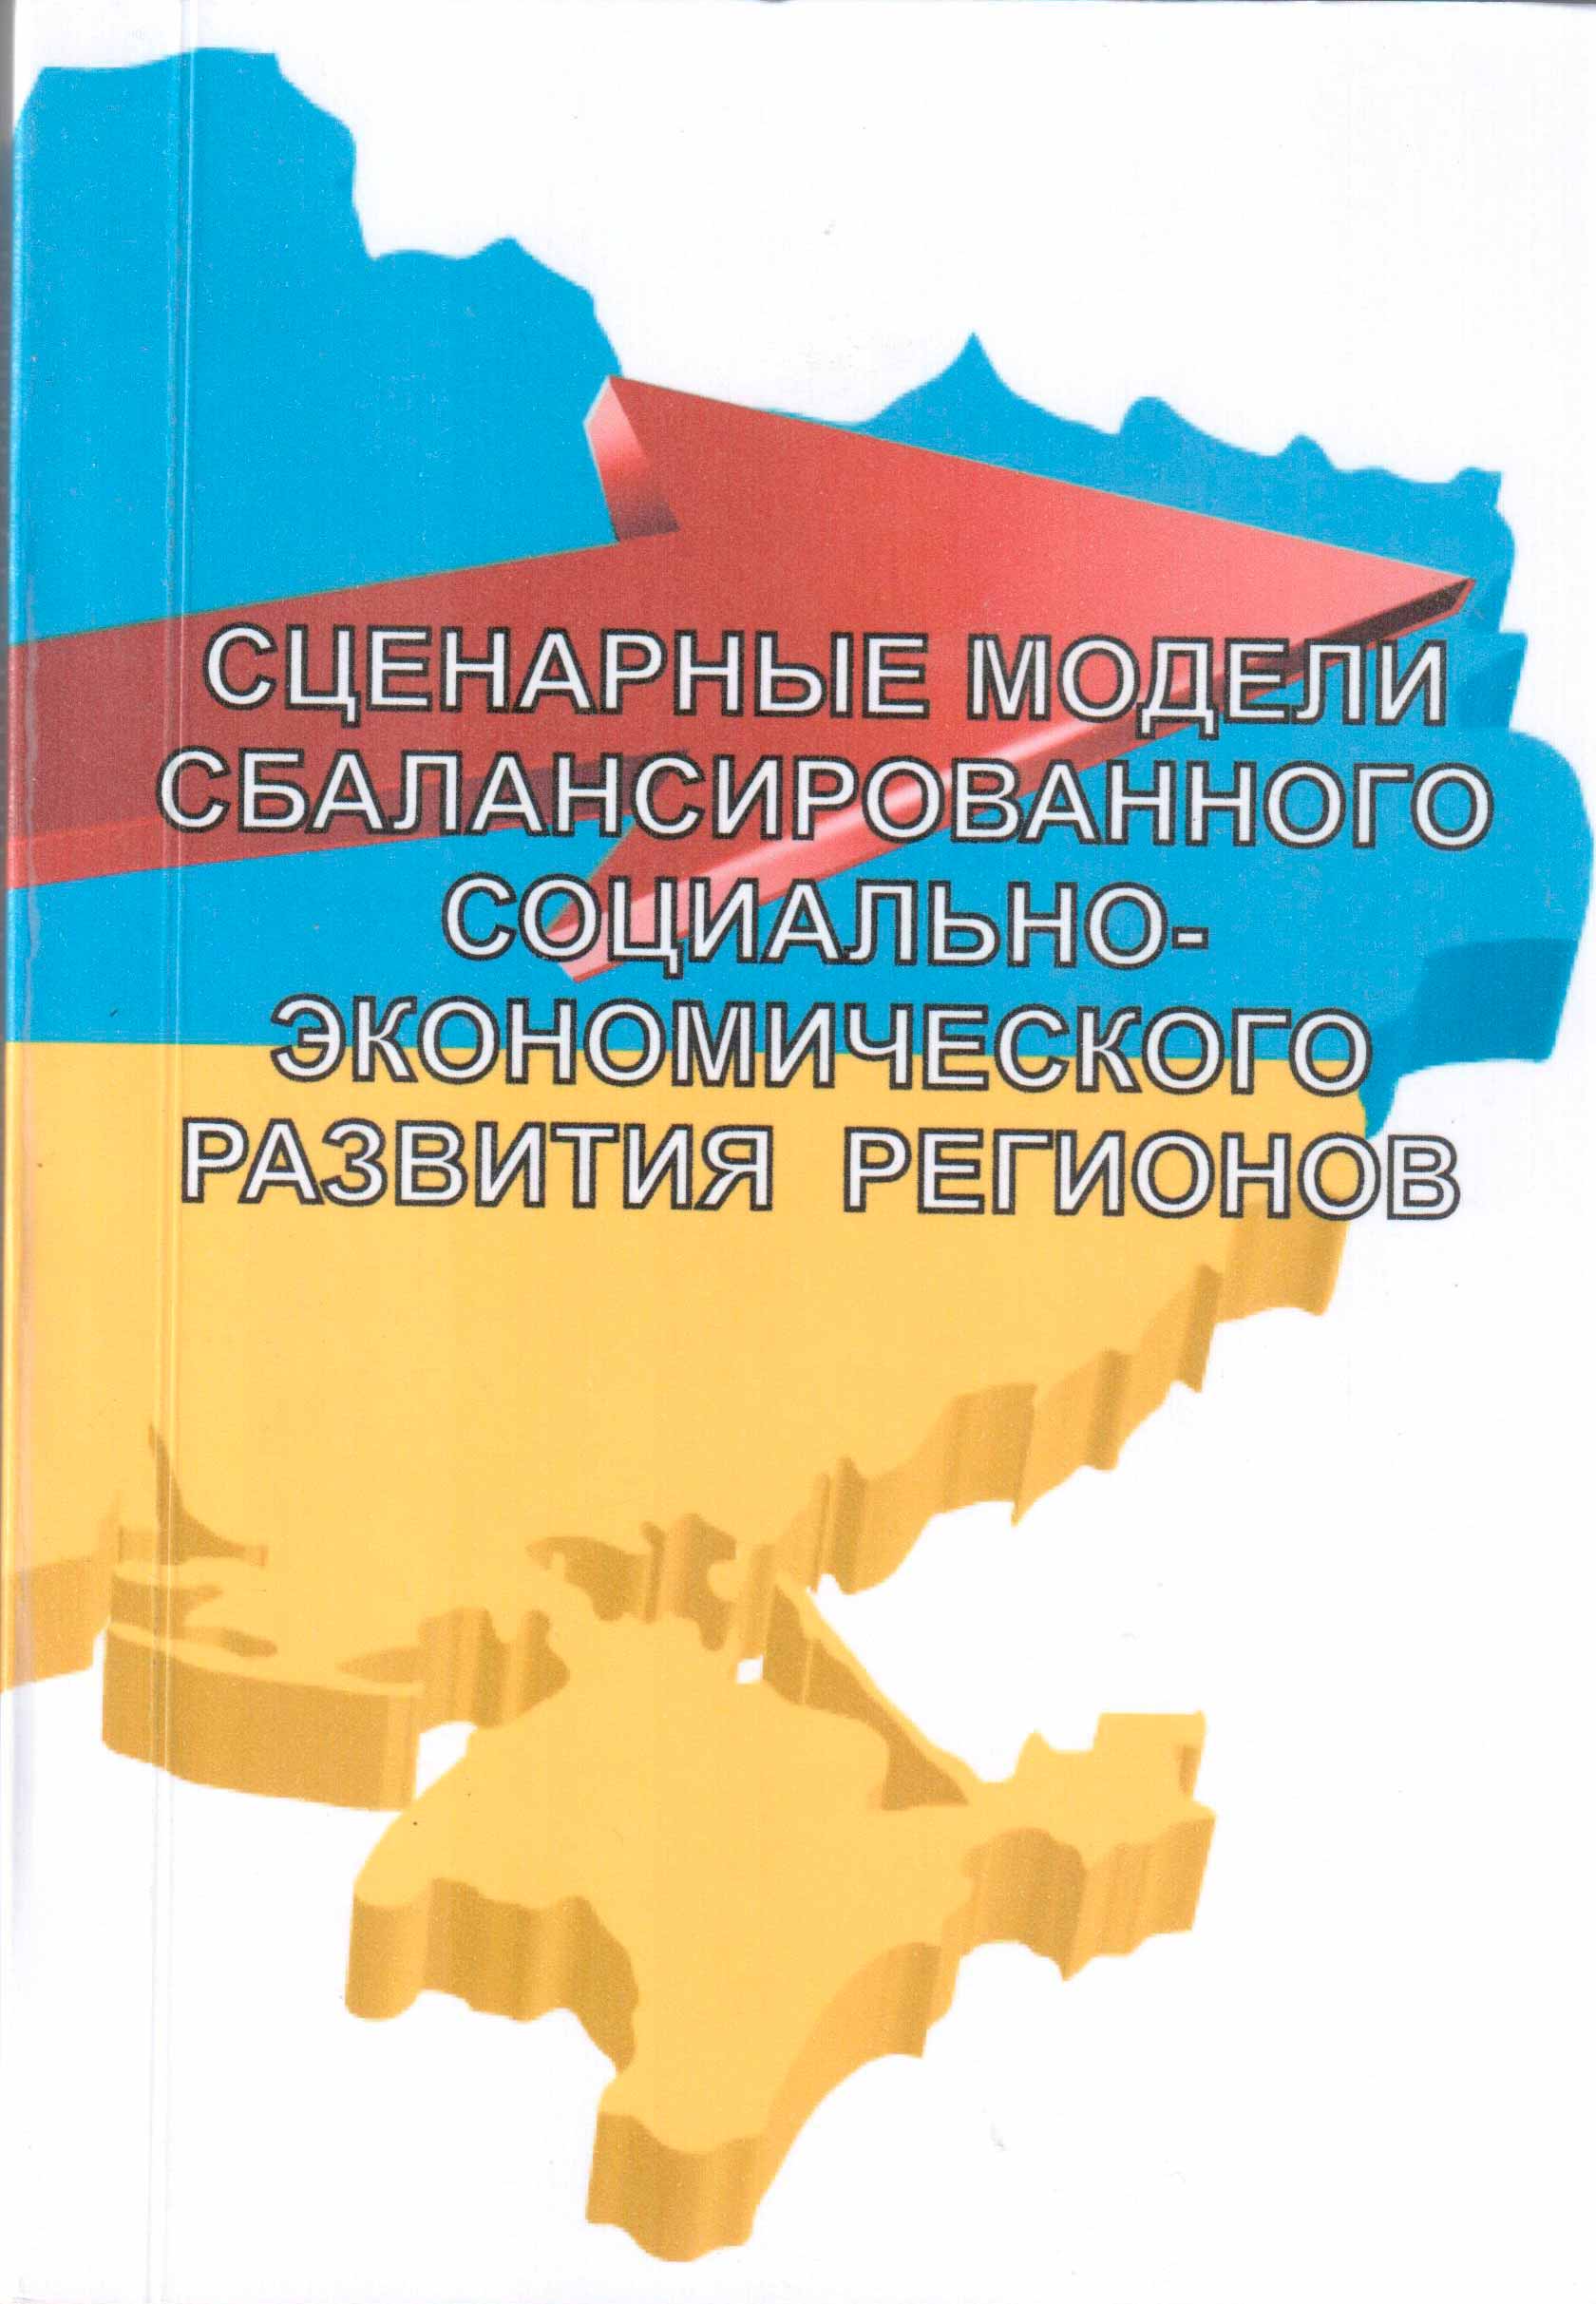 СЦЕНАРНЫЕ МОДЕЛИ
СБАЛАНСИРОВАННОГО
СОЦИАЛЬНО-
ЭКОНОМИЧЕСКОГО
РАЗВИТИЯ РЕГИОНОВ